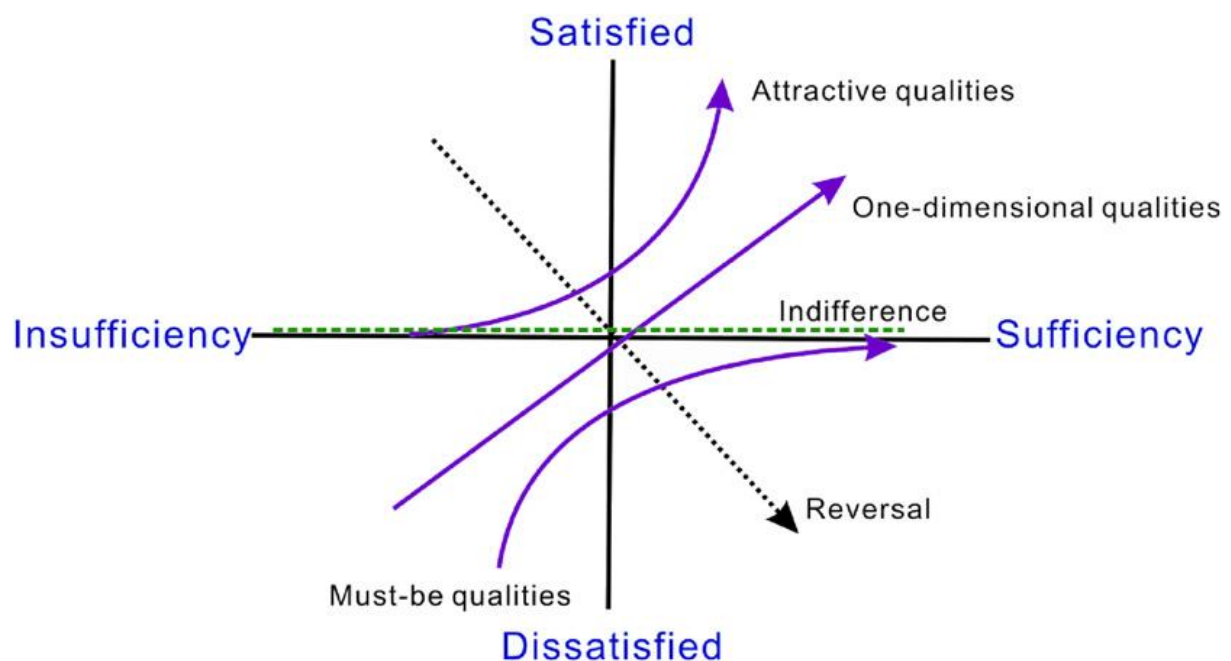 Satisfied
Attractive qualities
One-dimensional qualities
Indifference
Insufficiency
Sufficiency
Reversal
Must-be qualities
Dissatisfied